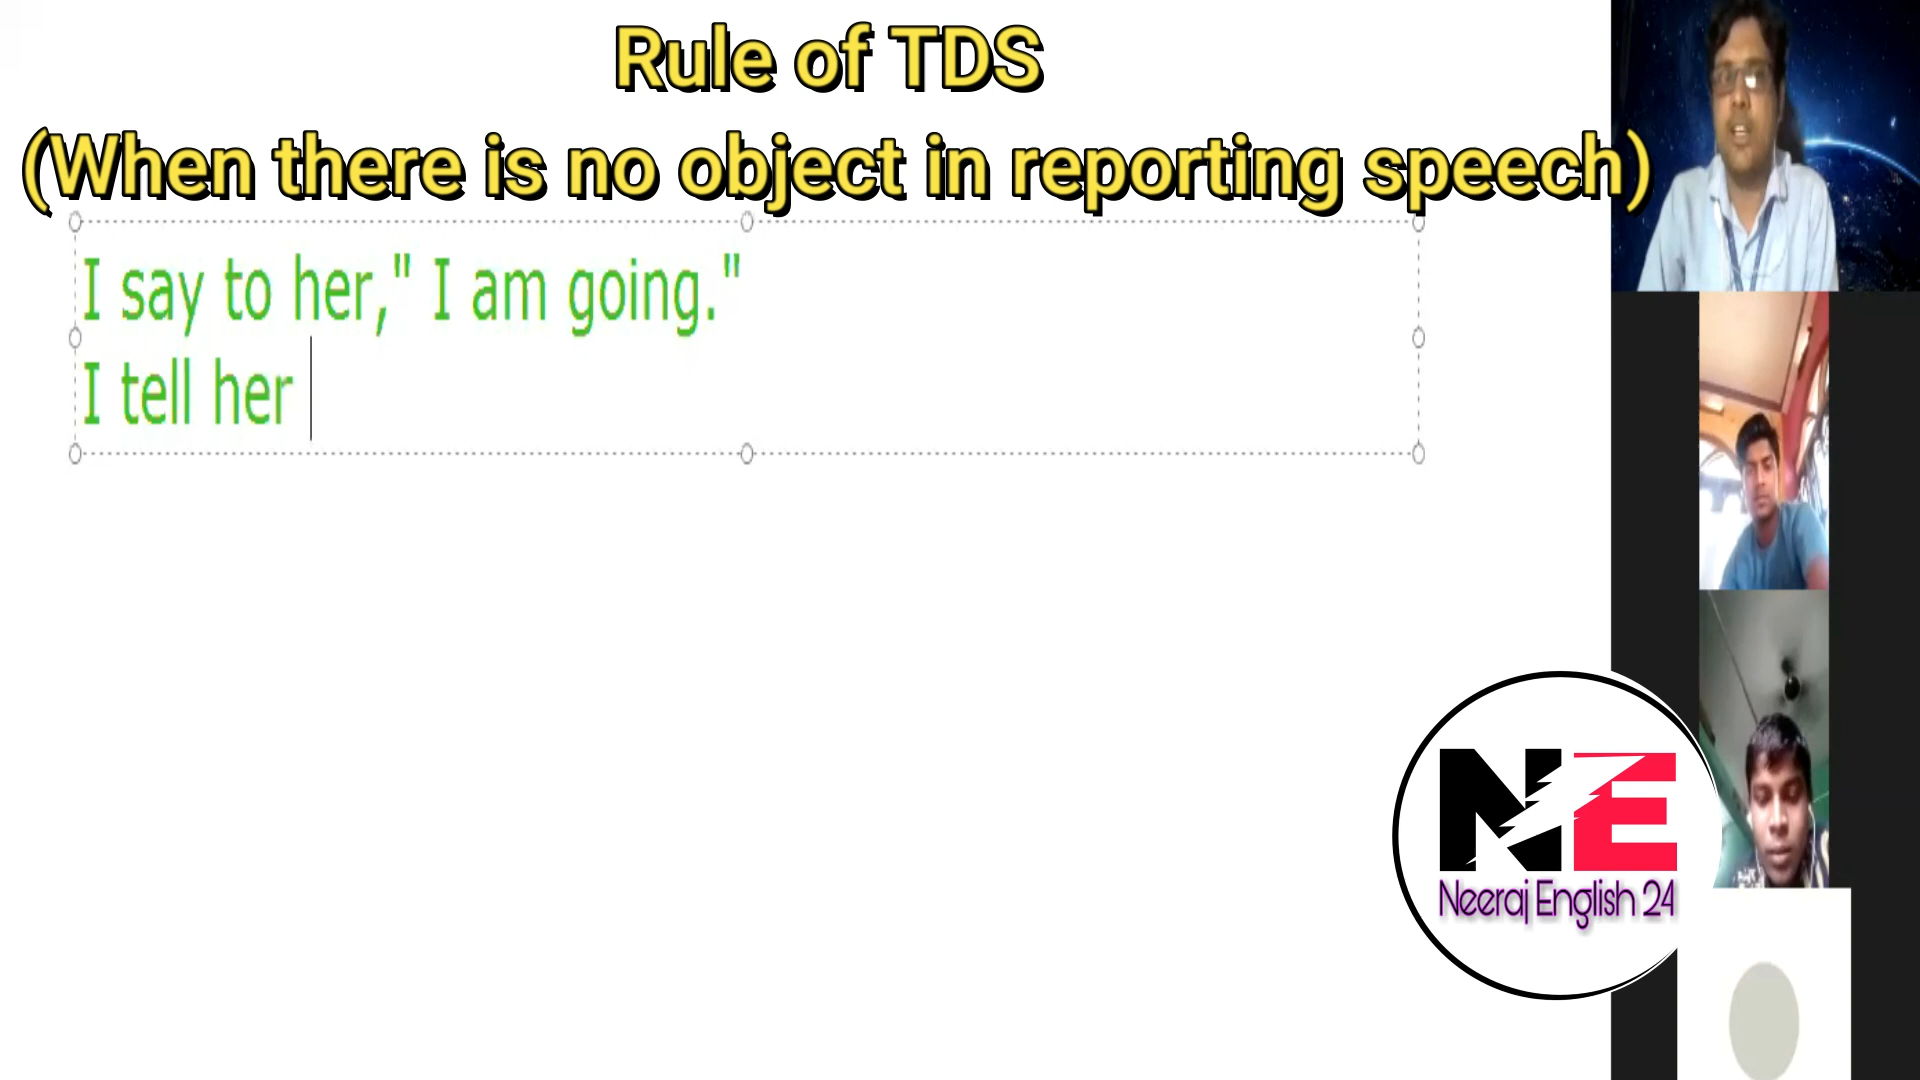 Rule of TDS
(When there is no object in reporting speech)
I say to her," I am going."
I tell her
NE
Neeraj English 24